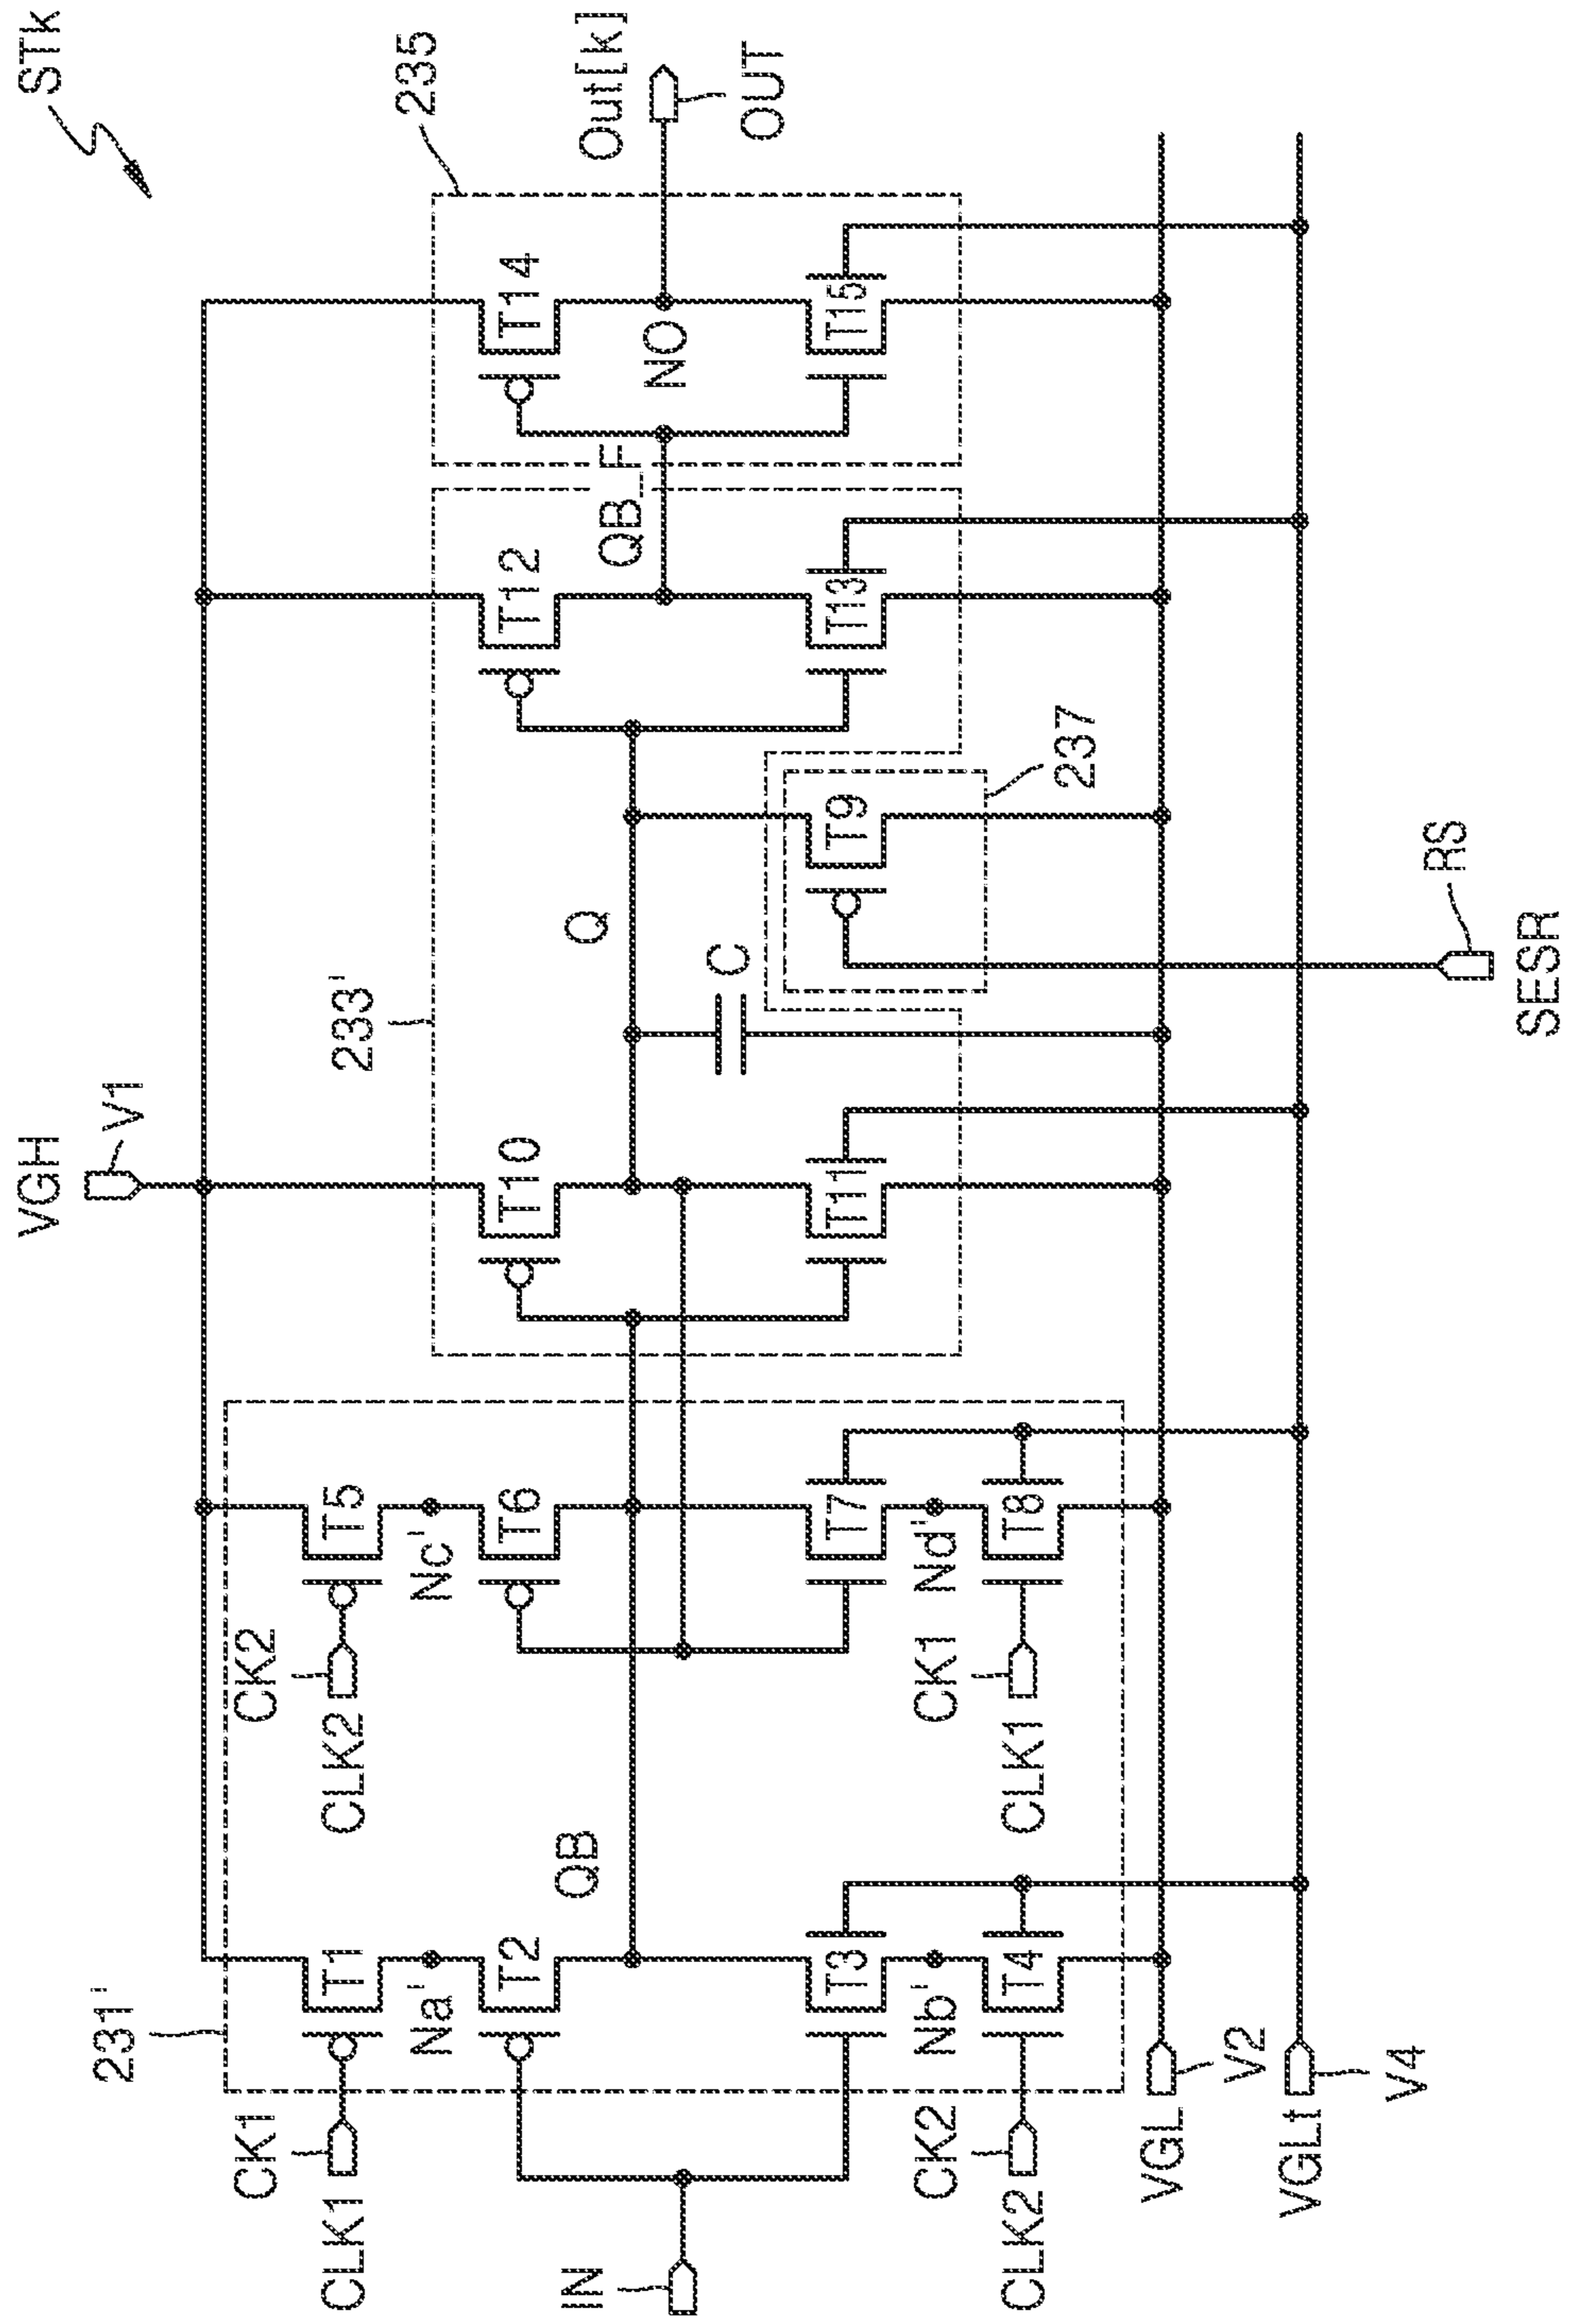 STk
VGH
V1
231'
233'
235
CK1
CLK1
T1
CK2
CLK2
T5
Na'
Nc'
T2
T6
T10
T12
T14
QB
Q
QB_F
Out[k]
NO
OUT
IN
C
237
T3
T7
T11
T9
T13
T15
Nb'
Nd'
CK2
CLK2
T4
CK1
CLK1
T8
VGL
V2
VGLt
V4
RS
SESR